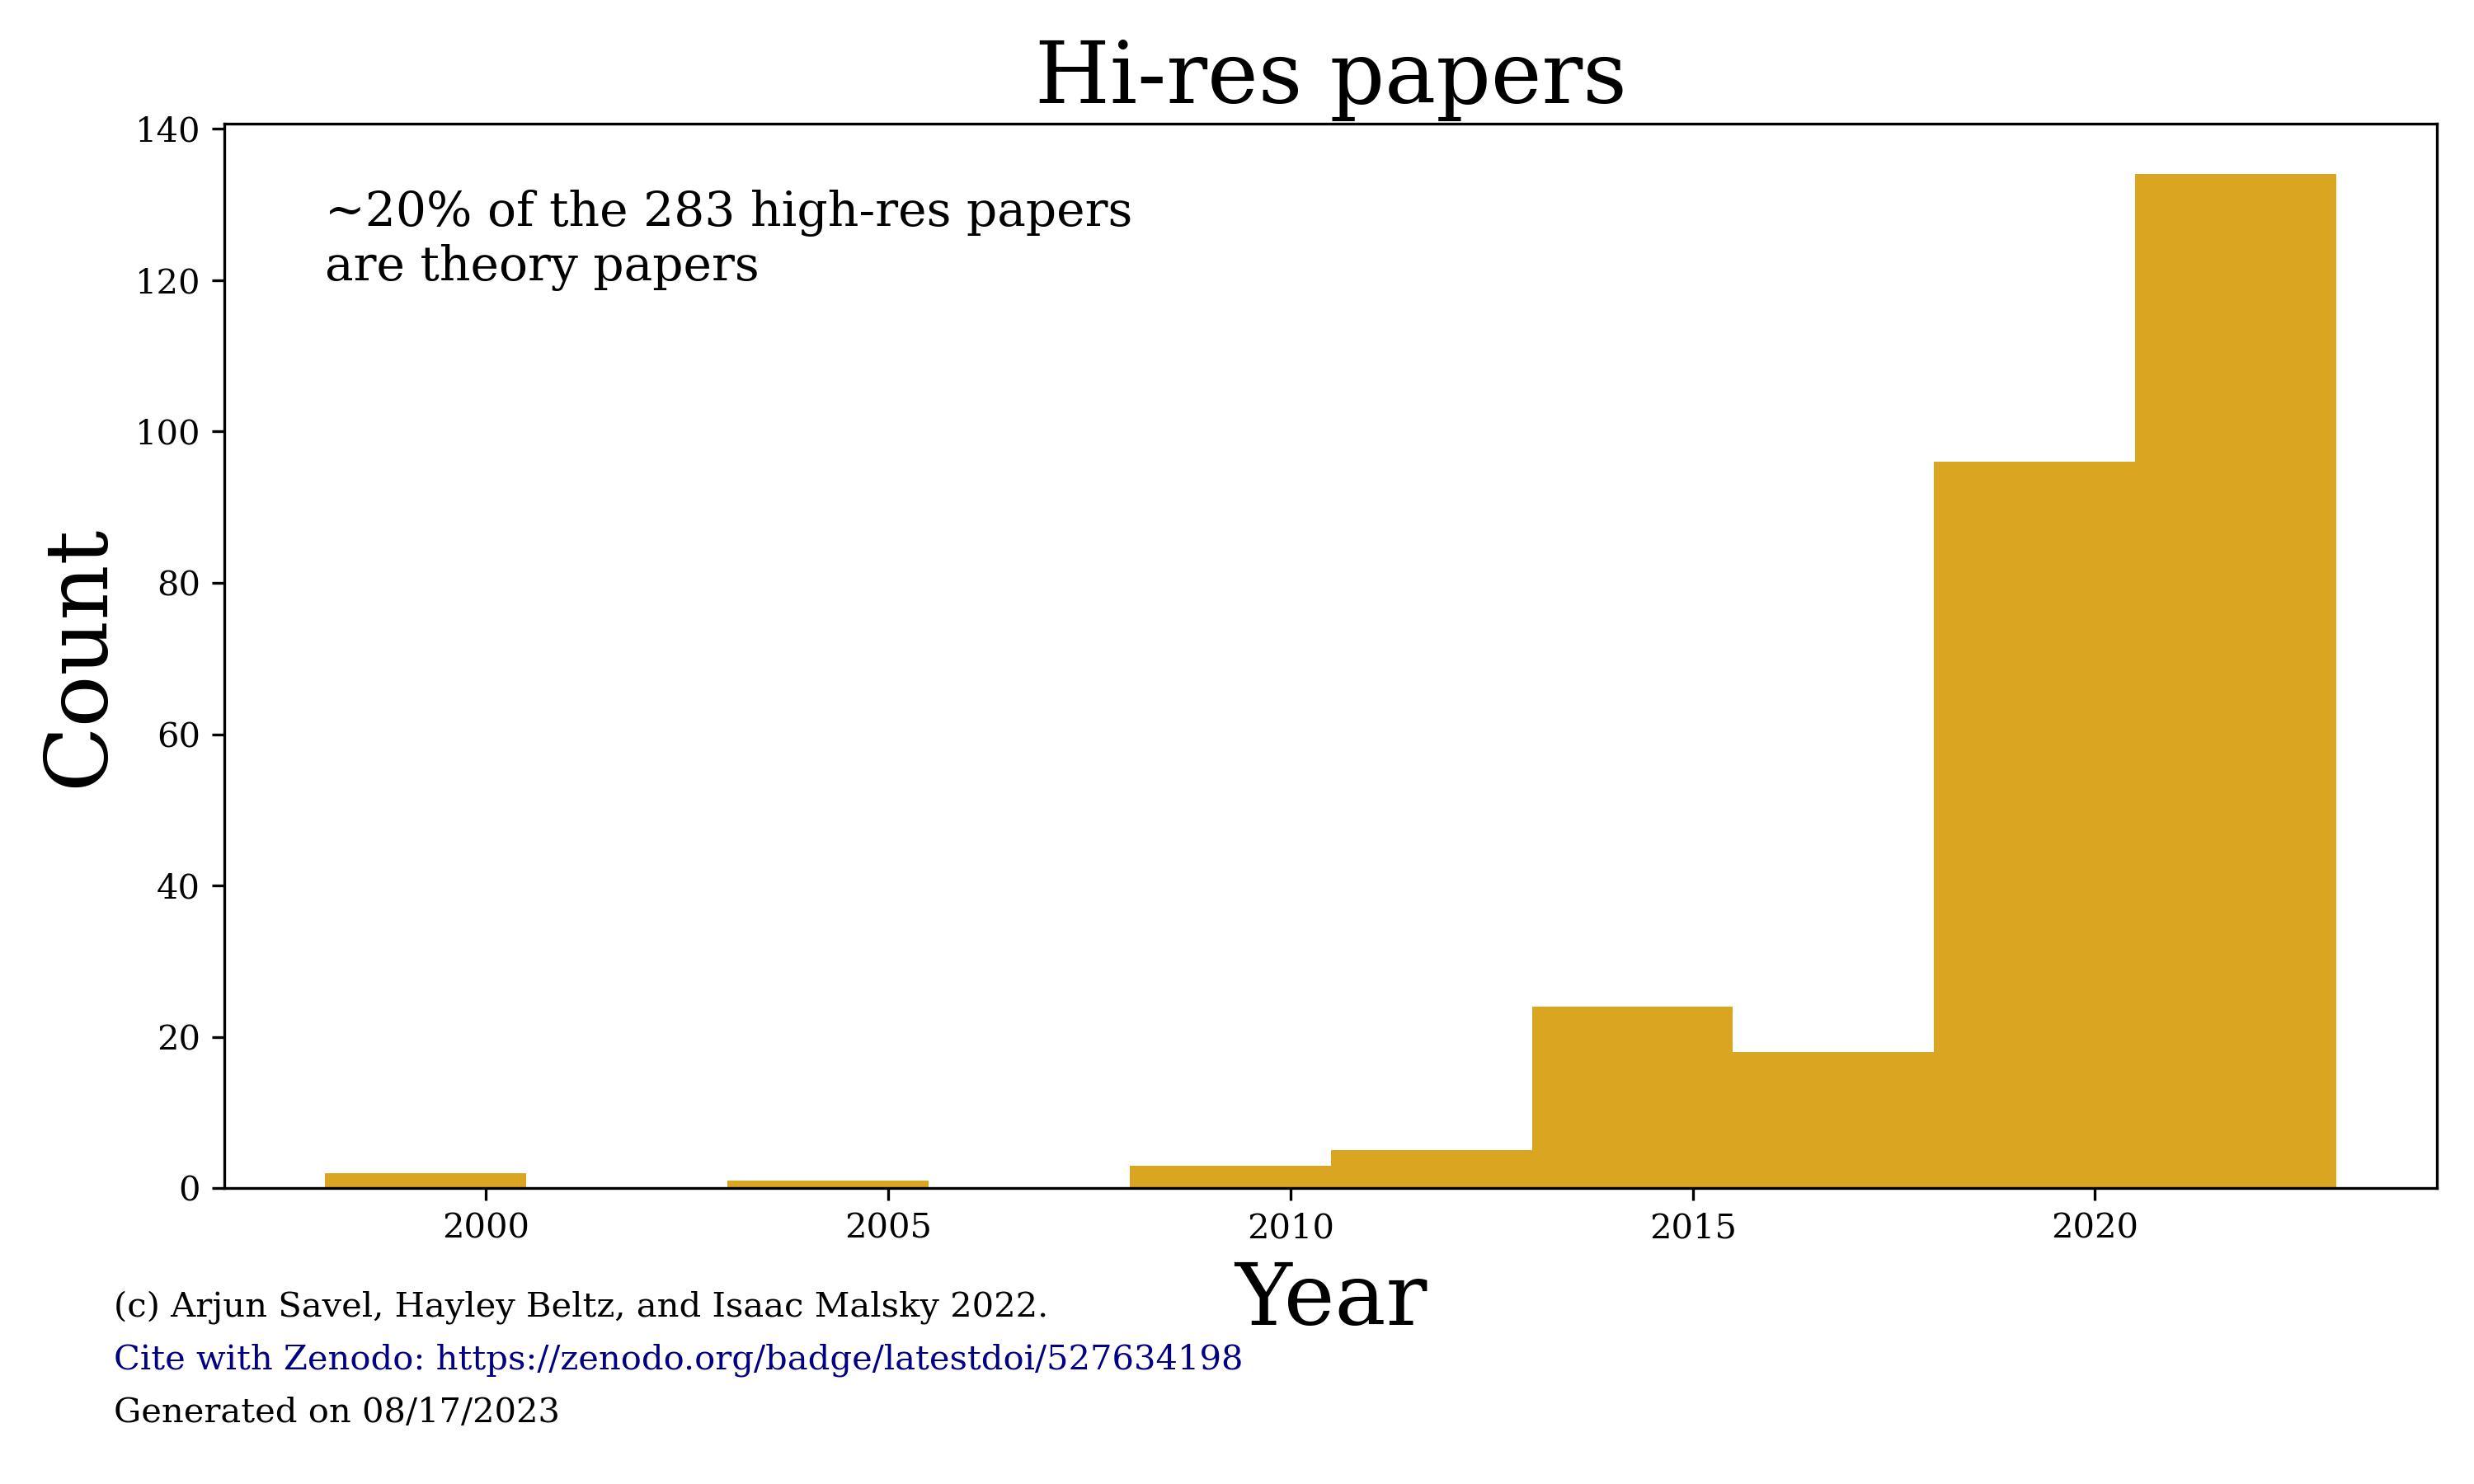 Hi-res papers
~20% of the 283 high-res papers
are theory papers
140
120
100
80
60
40
20
0
Count
2000 2005 2010 2015 2020
Year
(c) Arjun Savel, Hayley Beltz, and Isaac Malsky 2022.
Cite with Zenodo: https://zenodo.org/badge/latestdoi/527634198
Generated on 08/17/2023